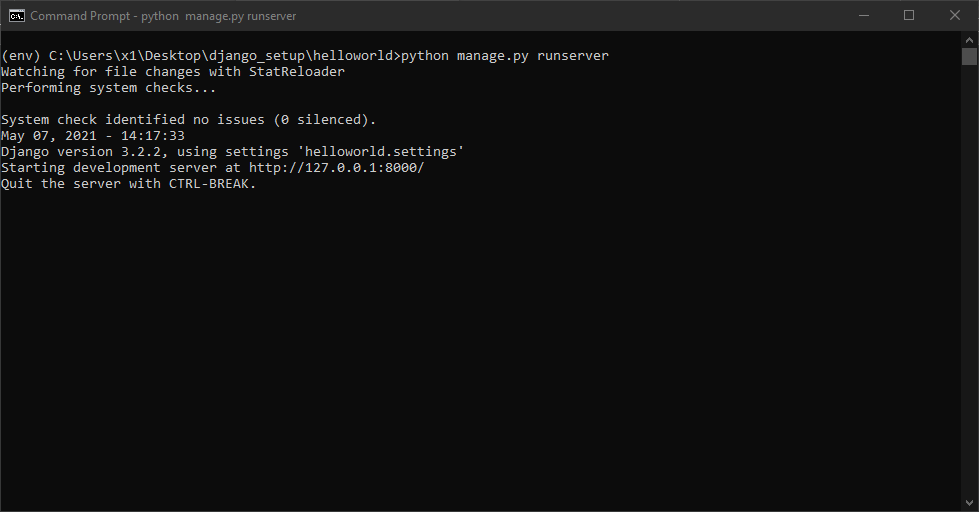 Command Prompt - python  manage.py runserver
(env) C:\Users\x1\Desktop\django_setup\helloworld>python manage.py runserver
Watching for file changes with StatReloader
Performing system checks...
System check identified no issues (0 silenced).
May 07, 2021 - 14:17:33
Django version 3.2.2, using settings 'helloworld.settings'
Starting development server at http://127.0.0.1:8000/
Quit the server with CTRL-BREAK.